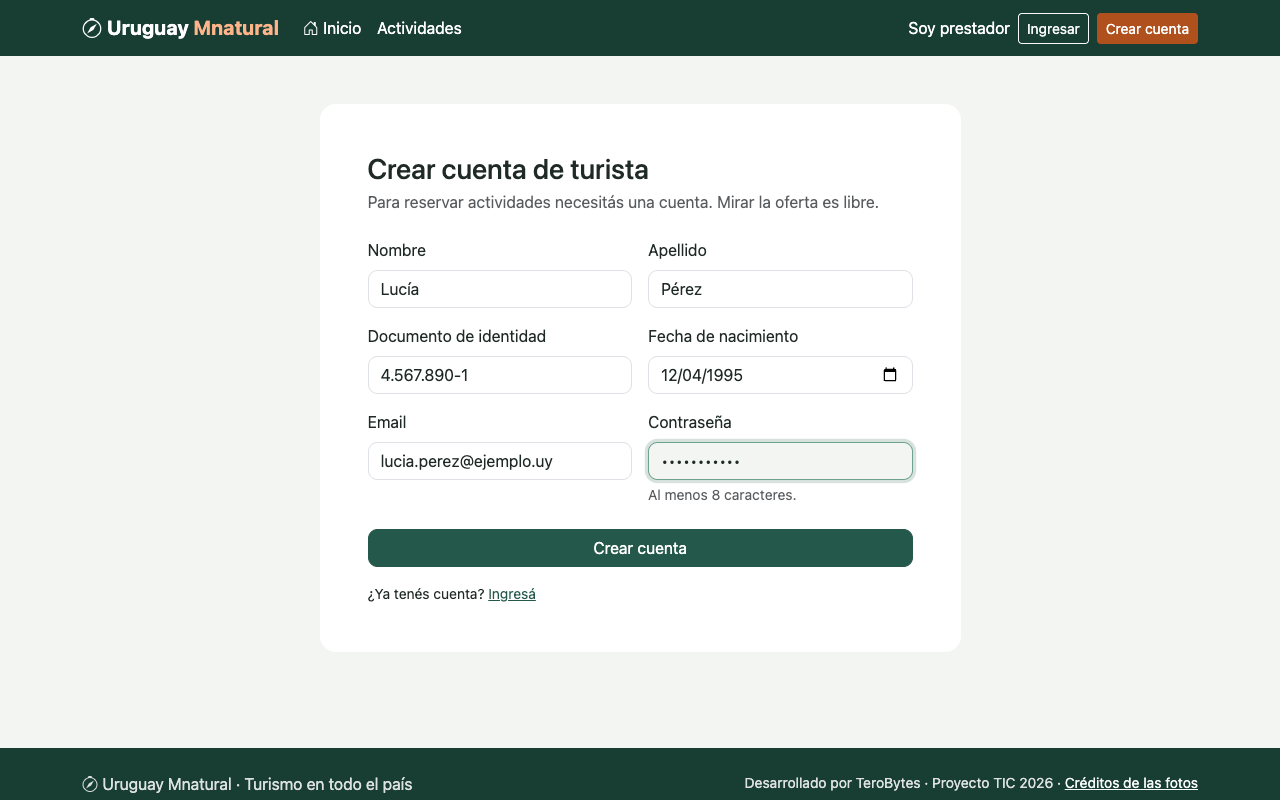 Uruguay Mnatural Inicio Actividades Soy prestador Ingresar Crear cuenta
Crear cuenta de turista
Para reservar actividades necesitás una cuenta. Mirar la oferta es libre.
Nombre Apellido
Lucía Pérez
Documento de identidad Fecha de nacimiento
4.567.890-1 12/04/1995
Email Contraseña
lucia.perez@ejemplo.uy •••••••••••
Al menos 8 caracteres.
Crear cuenta
¿Ya tenés cuenta? Ingresá
Uruguay Mnatural · Turismo en todo el país Desarrollado por TeroBytes · Proyecto TIC 2026 · Créditos de las fotos